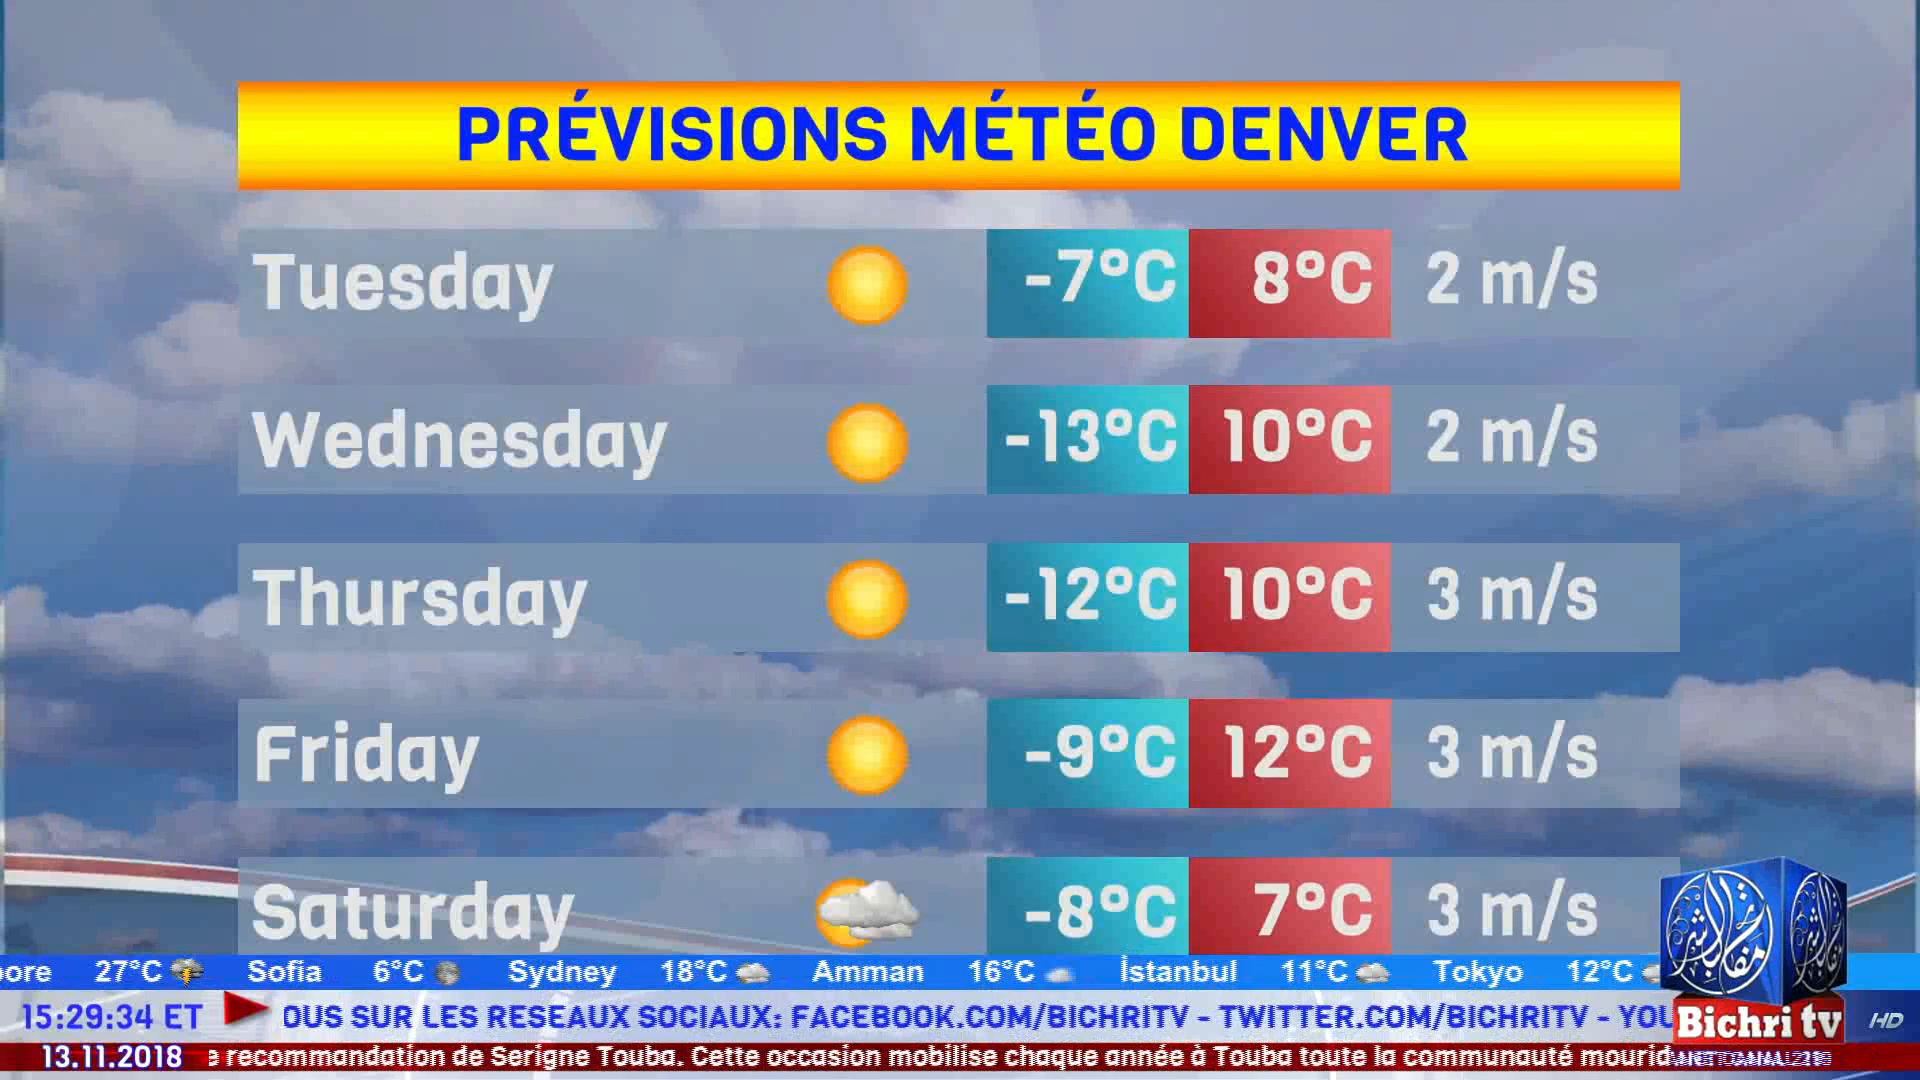 PRÉVISIONS MÉTÉO DENVER
Tuesday -7°C 8°C 2 m/s
Wednesday -13°C 10°C 2 m/s
Thursday -12°C 10°C 3 m/s
Friday -9°C 12°C 3 m/s
Saturday -8°C 7°C 3 m/s
ore 27°C Sofia 6°C Sydney 18°C Amman 16°C İstanbul 11°C Tokyo 12°C
15:29:34 ET OUS SUR LES RESEAUX SOCIAUX: FACEBOOK.COM/BICHRITV - TWITTER.COM/BICHRITV - YOU
Bichri tv HD
13.11.2018 e recommandation de Serigne Touba. Cette occasion mobilise chaque année à Touba toute la communauté mourid